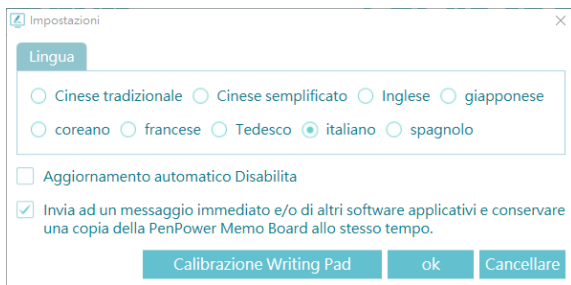 Impostazioni
Lingua
Cinese tradizionale Cinese semplificato Inglese giapponese
coreano francese Tedesco italiano spagnolo
Aggiornamento automatico Disabilita
Invia ad un messaggio immediato e/o di altri software applicativi e conservare
una copia della PenPower Memo Board allo stesso tempo.
Calibrazione Writing Pad ok Cancellare